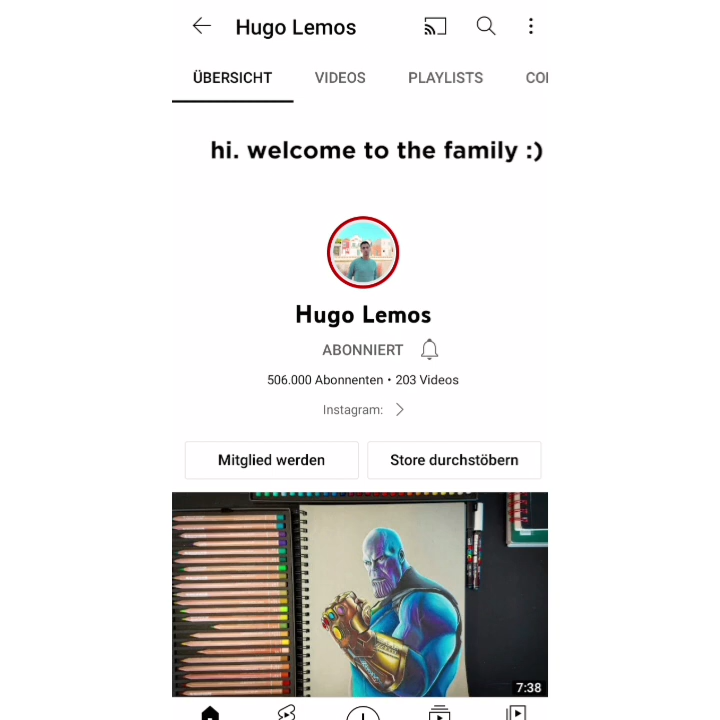 Hugo Lemos
ÜBERSICHT VIDEOS PLAYLISTS
hi. welcome to the family :)
Hugo Lemos
ABONNIERT
506.000 Abonnenten • 203 Videos
Instagram:
Mitglied werden Store durchstöbern
7:38